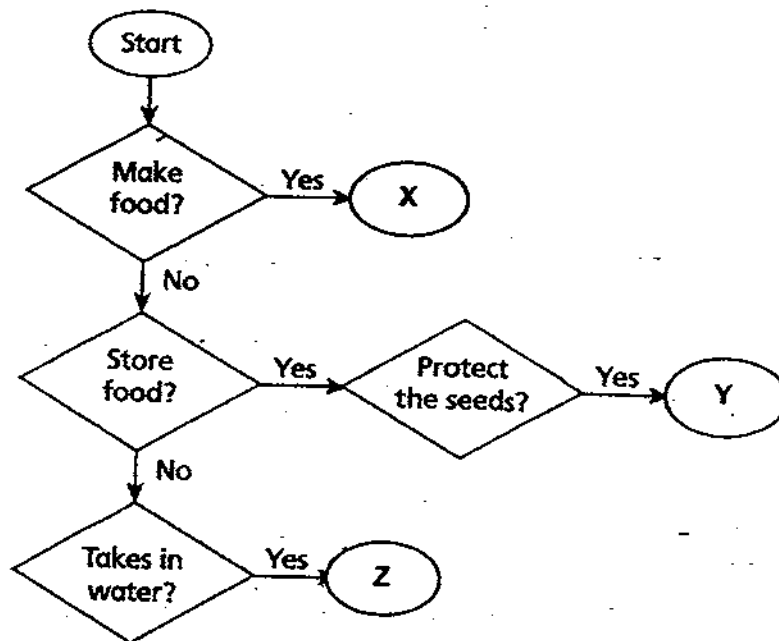 Start
Make
food?
Yes
X
No
Store
food?
Yes
Protect
the seeds?
Yes
Y
No
Takes in
water?
Yes
Z